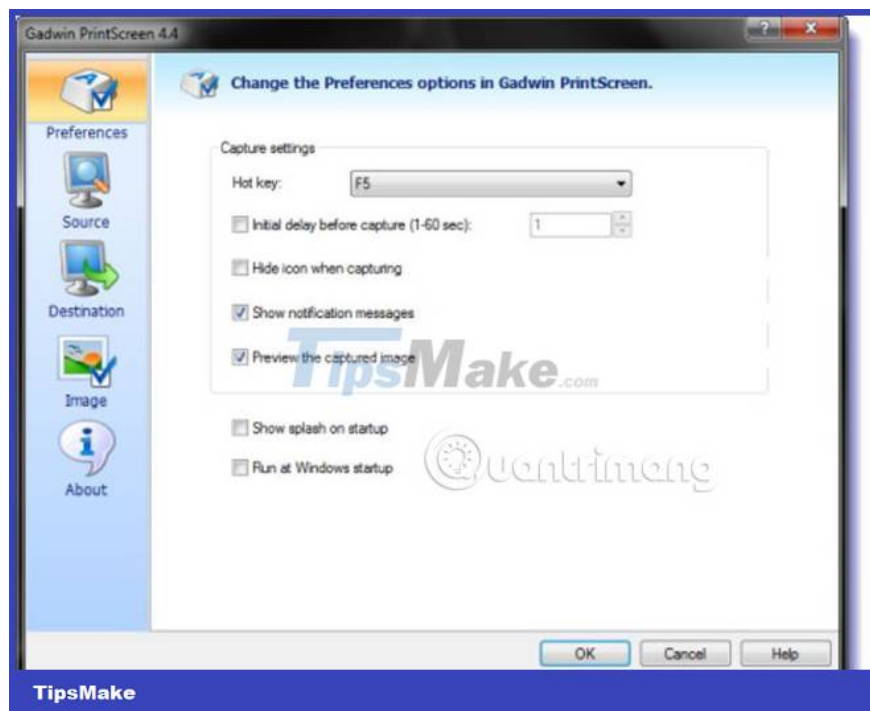 Gadwin PrintScreen 4.4
Change the Preferences options in Gadwin PrintScreen.
Preferences
Source
Destination
Image
About
Capture settings
Hot key: F5
Initial delay before capture (1-60 sec): 1
Hide icon when capturing
Show notification messages
Preview the captured image
TipsMake.com
Show splash on startup
Run at Windows startup
Quantrimang
OK Cancel Help
TipsMake